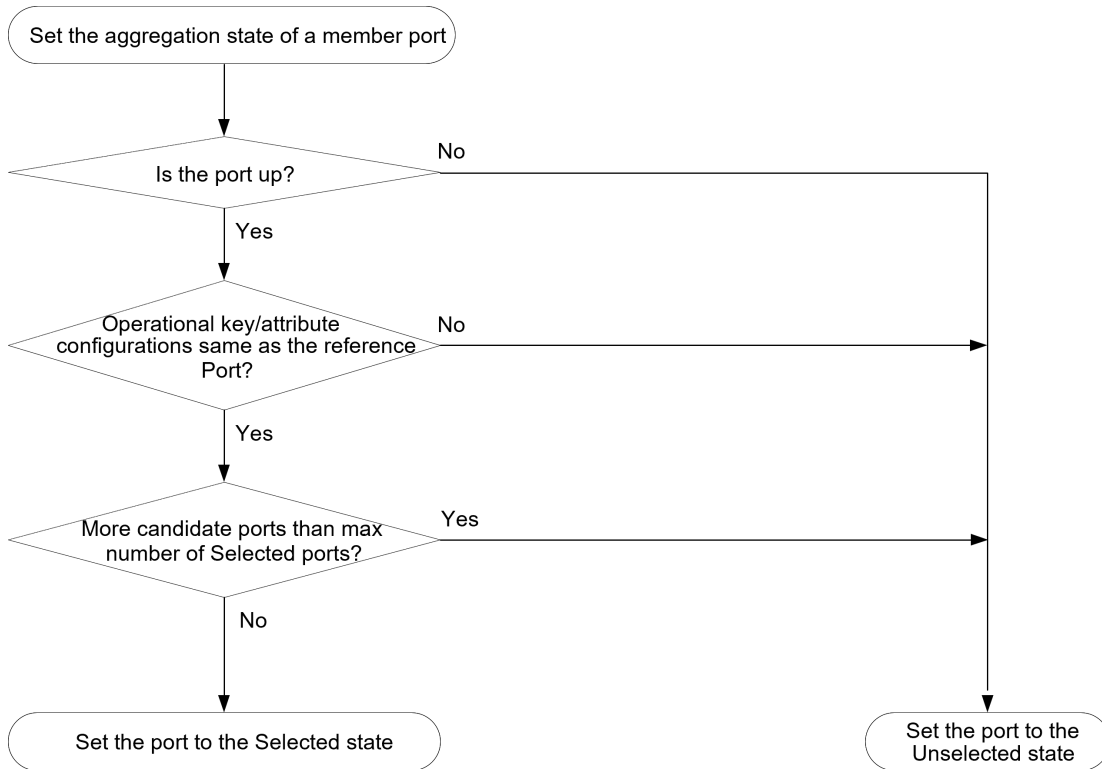 Set the aggregation state of a member port
Is the port up?
No
Yes
Operational key/attribute
configurations same as the reference
Port?
No
Yes
More candidate ports than max
number of Selected ports?
Yes
No
Set the port to the Selected state
Set the port to the
Unselected state